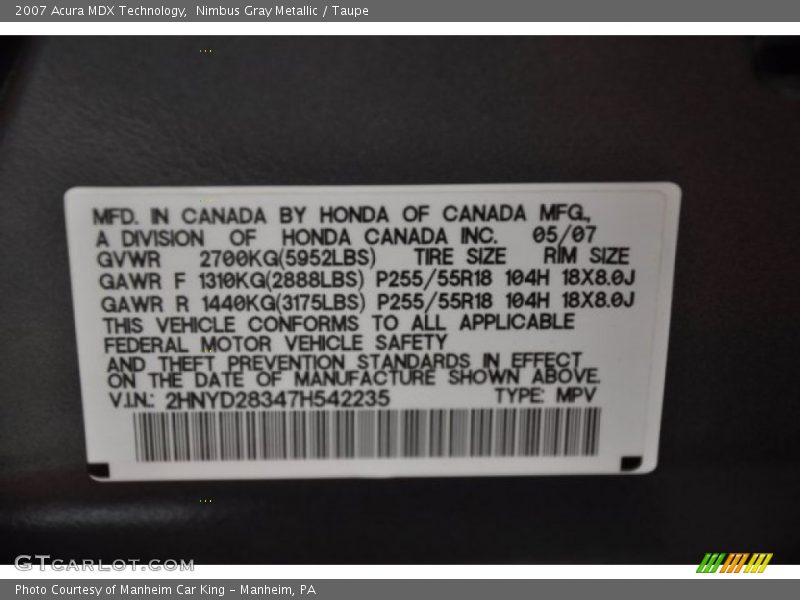 2007 Acura MDX Technology,  Nimbus Gray Metallic / Taupe
MFD. IN CANADA BY HONDA OF CANADA MFG.,
A DIVISION OF HONDA CANADA INC. 05/07
GVWR 2700KG(5952LBS) TIRE SIZE RIM SIZE
GAWR F 1310KG(2888LBS) P255/55R18 104H 18X8.0J
GAWR R 1440KG(3175LBS) P255/55R18 104H 18X8.0J
THIS VEHICLE CONFORMS TO ALL APPLICABLE
FEDERAL MOTOR VEHICLE SAFETY
AND THEFT PREVENTION STANDARDS IN EFFECT
ON THE DATE OF MANUFACTURE SHOWN ABOVE.
V.I.N.: 2HNYD28347H542235 TYPE: MPV
GTCARLOT.COM
Photo Courtesy of Manheim Car King - Manheim, PA